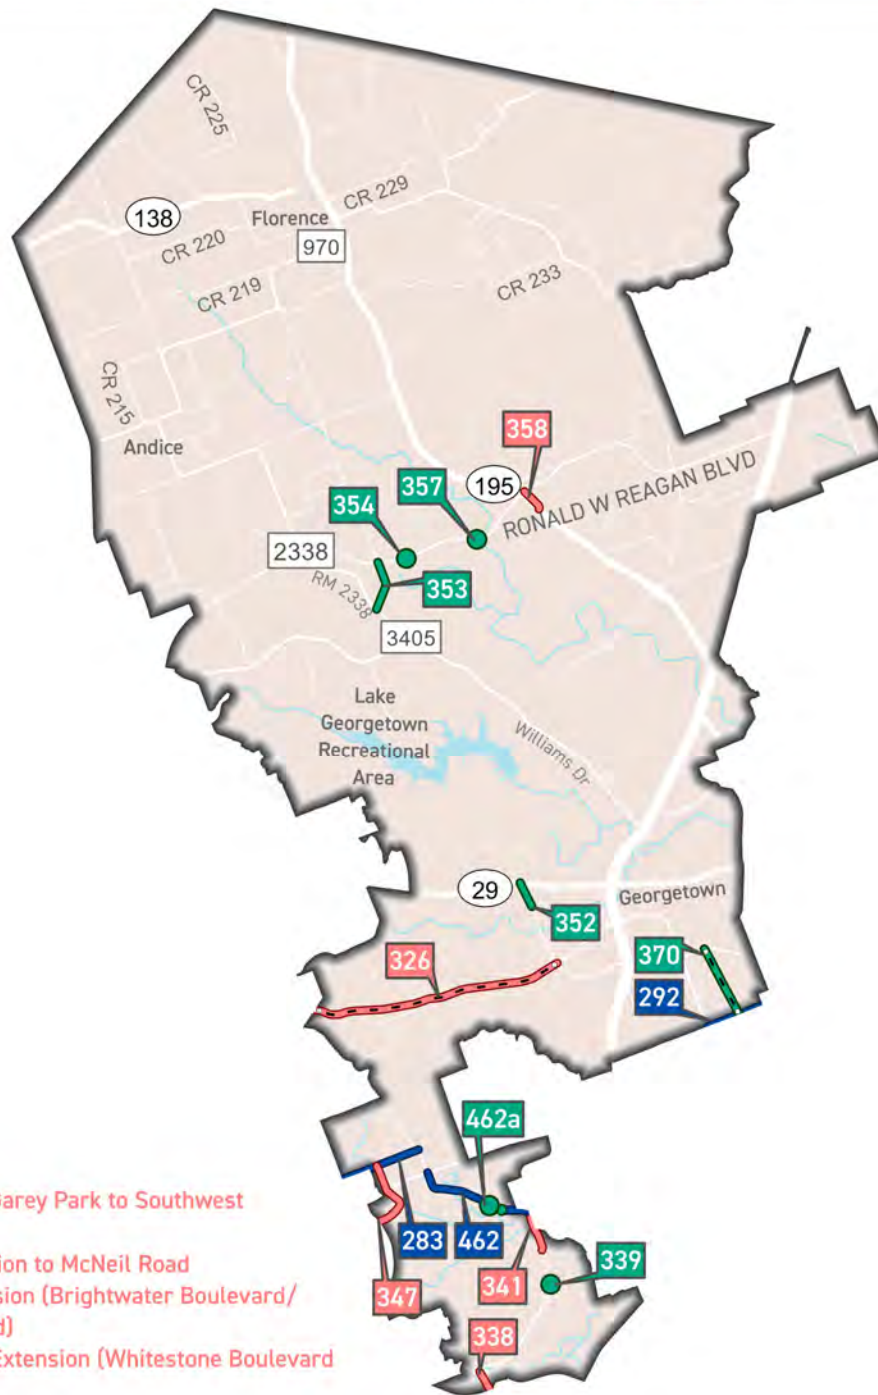 CR 225
CR 229
138
Florence
CR 220
970
CR 233
CR 219
CR 215
Andice
358
195
357
354
RONALD W REAGAN BLVD
2338
RM 2338
353
3405
Lake
Georgetown
Recreational
Area
Williams Dr
29
Georgetown
352
370
326
292
462a
Garey Park to Southwest
283
462
339
ion to McNeil Road
341
sion (Brightwater Boulevard/
347
d)
338
Extension (Whitestone Boulevard